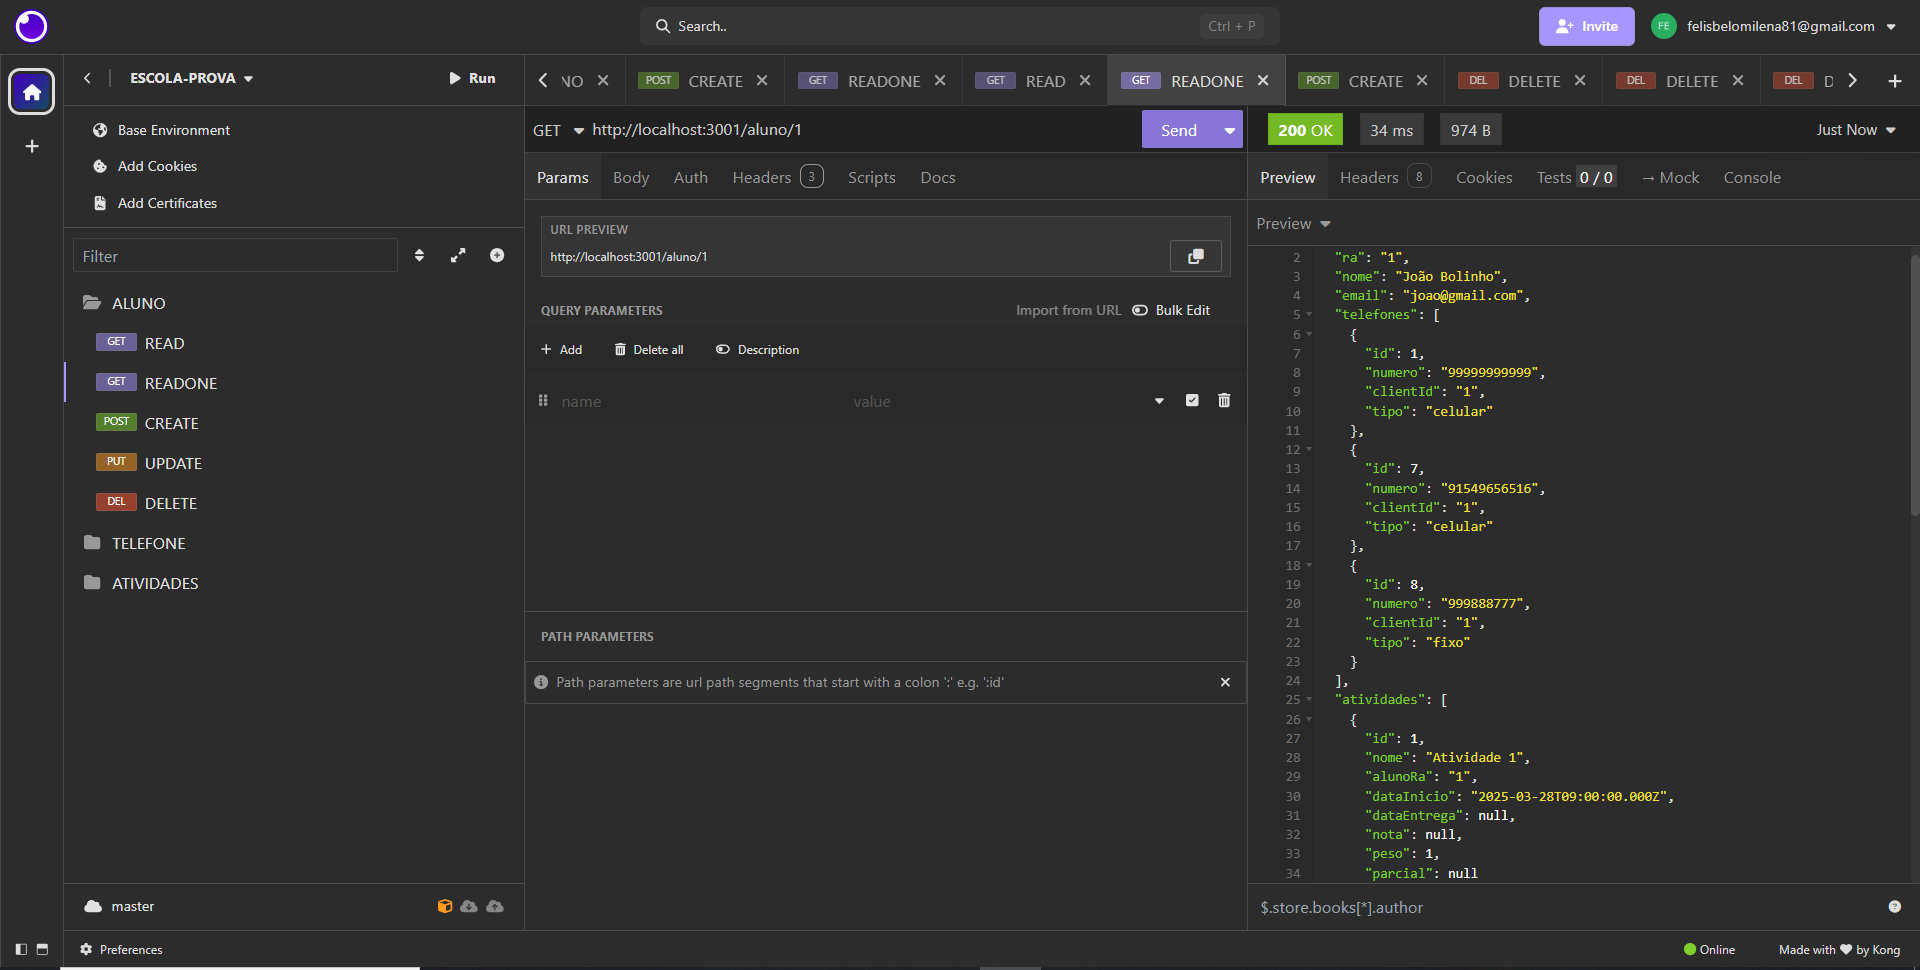 Search..
Ctrl + P
Invite
FE
felisbelomilena81@gmail.com
ESCOLA-PROVA
Run
NO
POST CREATE
GET READONE
GET READ
GET READONE
POST CREATE
DEL DELETE
DEL DELETE
DEL D
Base Environment
Add Cookies
Add Certificates
Filter
ALUNO
GET READ
GET READONE
POST CREATE
PUT UPDATE
DEL DELETE
TELEFONE
ATIVIDADES
master
Preferences
GET http://localhost:3001/aluno/1
Send
Params Body Auth Headers 3 Scripts Docs
URL PREVIEW
http://localhost:3001/aluno/1
QUERY PARAMETERS
Import from URL Bulk Edit
Add Delete all Description
name value
PATH PARAMETERS
Path parameters are url path segments that start with a colon ':' e.g. ':id'
200 OK 34 ms 974 B
Just Now
Preview Headers 8 Cookies Tests 0 / 0 → Mock Console
Preview
2 "ra": "1",
3 "nome": "João Bolinho",
4 "email": "joao@gmail.com",
5 "telefones": [
6 {
7 "id": 1,
8 "numero": "99999999999",
9 "clientId": "1",
10 "tipo": "celular"
11 },
12 {
13 "id": 7,
14 "numero": "91549656516",
15 "clientId": "1",
16 "tipo": "celular"
17 },
18 {
19 "id": 8,
20 "numero": "999888777",
21 "clientId": "1",
22 "tipo": "fixo"
23 }
24 ],
25 "atividades": [
26 {
27 "id": 1,
28 "nome": "Atividade 1",
29 "alunoRa": "1",
30 "dataInicio": "2025-03-28T09:00:00.000Z",
31 "dataEntrega": null,
32 "nota": null,
33 "peso": 1,
34 "parcial": null
$.store.books[*].author
Online
Made with ♥ by Kong